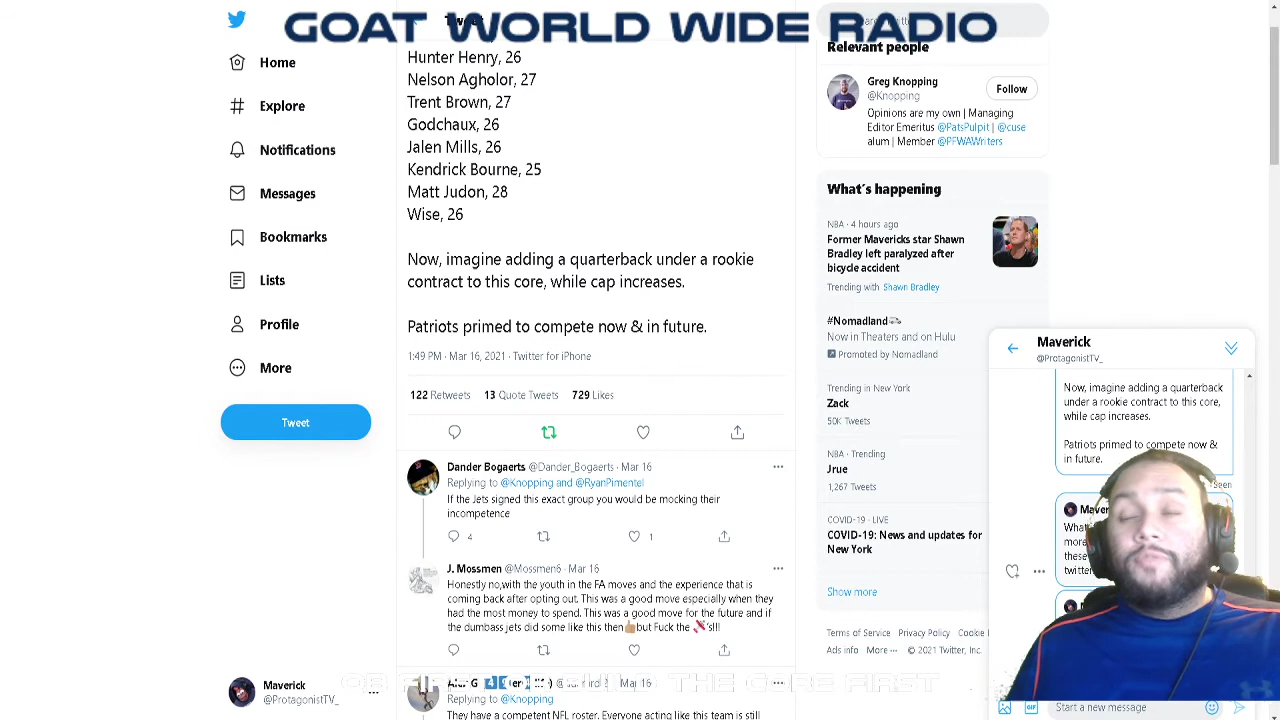 GOAT WORLD WIDE RADIO
Home
Explore
Notifications
Messages
Bookmarks
Lists
Profile
More
Tweet
Maverick
@ProtagonistTV_
Hunter Henry, 26
Nelson Agholor, 27
Trent Brown, 27
Godchaux, 26
Jalen Mills, 26
Kendrick Bourne, 25
Matt Judon, 28
Wise, 26
Now, imagine adding a quarterback under a rookie
contract to this core, while cap increases.
Patriots primed to compete now & in future.
1:49 PM · Mar 16, 2021 · Twitter for iPhone
122 Retweets 13 Quote Tweets 729 Likes
Dander Bogaerts @Dander_Bogaerts · Mar 16
Replying to @Knopping and @RyanPimentel
If the Jets signed this exact group you would be mocking their
incompetence
4 1
J. Mossmen @Mossmen6 · Mar 16
Honestly no,with the youth in the FA moves and the experience that is
coming back after opting out. This was a good move especially when they
had the most money to spend. This was a good move for the future and if
the dumbass jets did some like this then👍🏽but Fuck the ✈️'s!!!
Mar 16
Replying to @Knopping
They have a competent NFL roster. Everyone acting like this team is still
THE CORE FIRST
Relevant people
Greg Knopping
@Knopping
Follow
Opinions are my own | Managing
Editor Emeritus @PatsPulpit | @cuse
alum | Member @PFWAWriters
What's happening
NBA · 4 hours ago
Former Mavericks star Shawn
Bradley left paralyzed after
bicycle accident
Trending with Shawn Bradley
#Nomadland
Now in Theaters and on Hulu
Promoted by Nomadland
Trending in New York
Zack
50K Tweets
NBA · Trending
Jrue
1,267 Tweets
COVID-19 · LIVE
COVID-19: News and updates for
New York
Show more
Terms of Service Privacy Policy Cookie
Ads info More ··· © 2021 Twitter, Inc.
Maverick
@ProtagonistTV_
Now, imagine adding a quarterback
under a rookie contract to this core,
while cap increases.
Patriots primed to compete now &
in future.
Seen
GIF
Start a new message